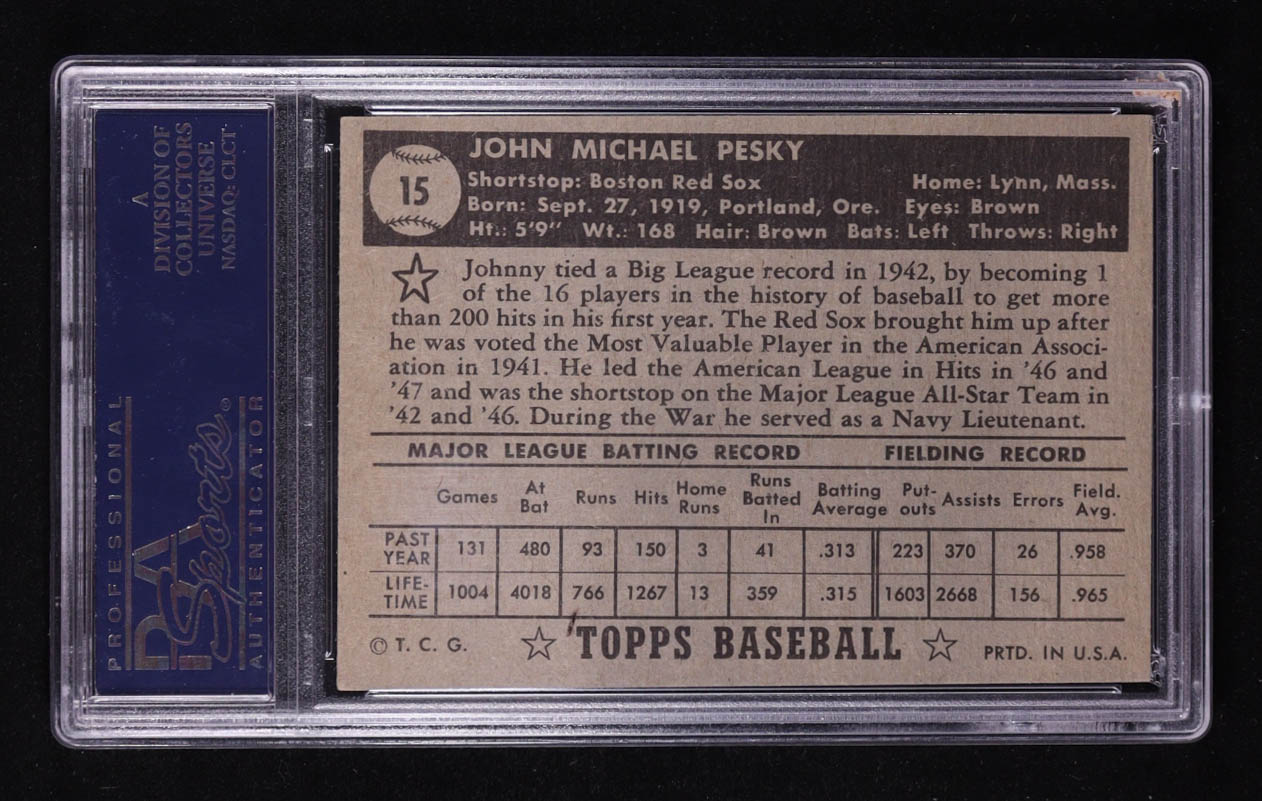 A
DIVISION OF
COLLECTORS
UNIVERSE
NASDAQ: CLCT
PROFESSIONAL
PSA
Sports®
AUTHENTICATOR
15
JOHN MICHAEL PESKY
Shortstop: Boston Red Sox Home: Lynn, Mass.
Born: Sept. 27, 1919, Portland, Ore. Eyes: Brown
Ht.: 5'9" Wt.: 168 Hair: Brown Bats: Left Throws: Right
Johnny tied a Big League record in 1942, by becoming 1
of the 16 players in the history of baseball to get more
than 200 hits in his first year. The Red Sox brought him up after
he was voted the Most Valuable Player in the American Associ-
ation in 1941. He led the American League in Hits in '46 and
'47 and was the shortstop on the Major League All-Star Team in
'42 and '46. During the War he served as a Navy Lieutenant.
MAJOR LEAGUE BATTING RECORD FIELDING RECORD
Games At Bat Runs Hits Home Runs Runs Batted In Batting Average Put-outs Assists Errors Field. Avg.
PAST YEAR 131 480 93 150 3 41 .313 223 370 26 .958
LIFE-TIME 1004 4018 766 1267 13 359 .315 1603 2668 156 .965
© T. C. G. TOPPS BASEBALL PRTD. IN U.S.A.